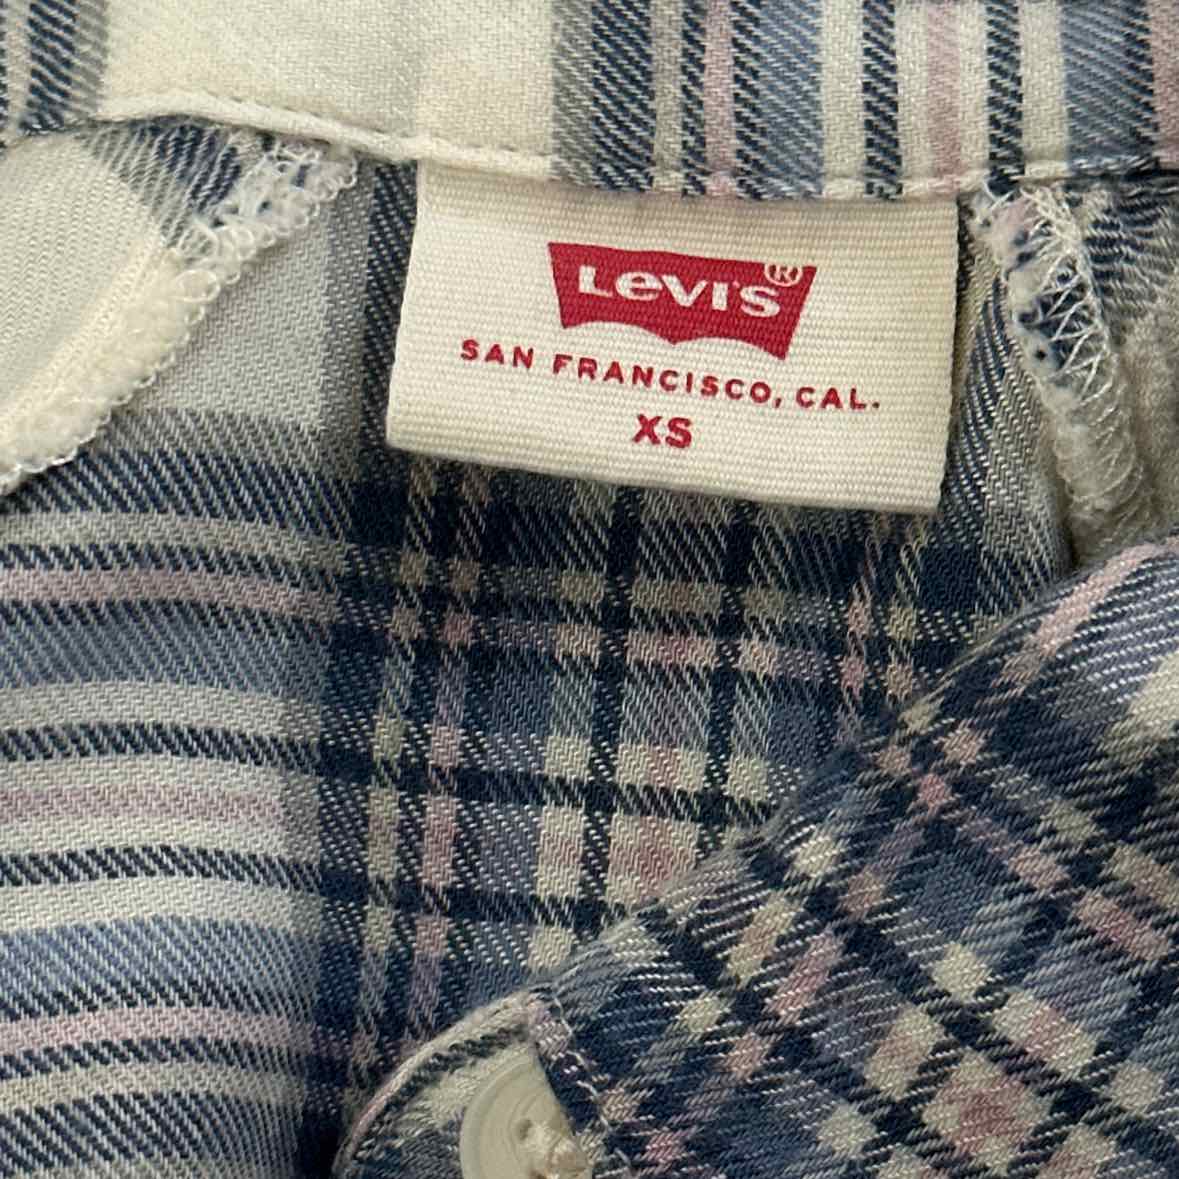 Levi's®
SAN FRANCISCO, CAL.
XS